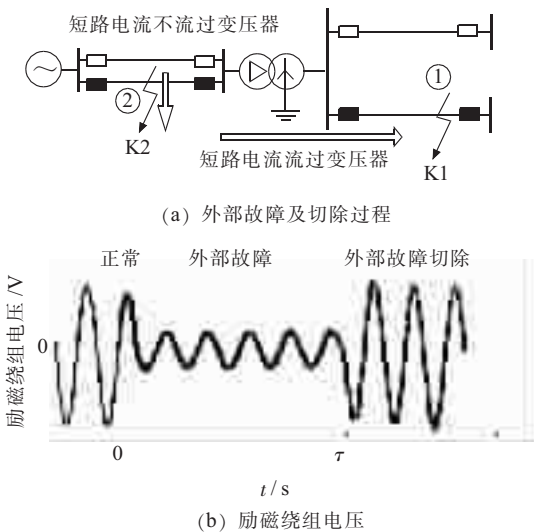 短路电流不流过变压器
①
②
K2
短路电流流过变压器
K1
(a) 外部故障及切除过程
正常 外部故障 外部故障切除
励磁绕组电压 /V
0
0 τ
t/s
(b) 励磁绕组电压